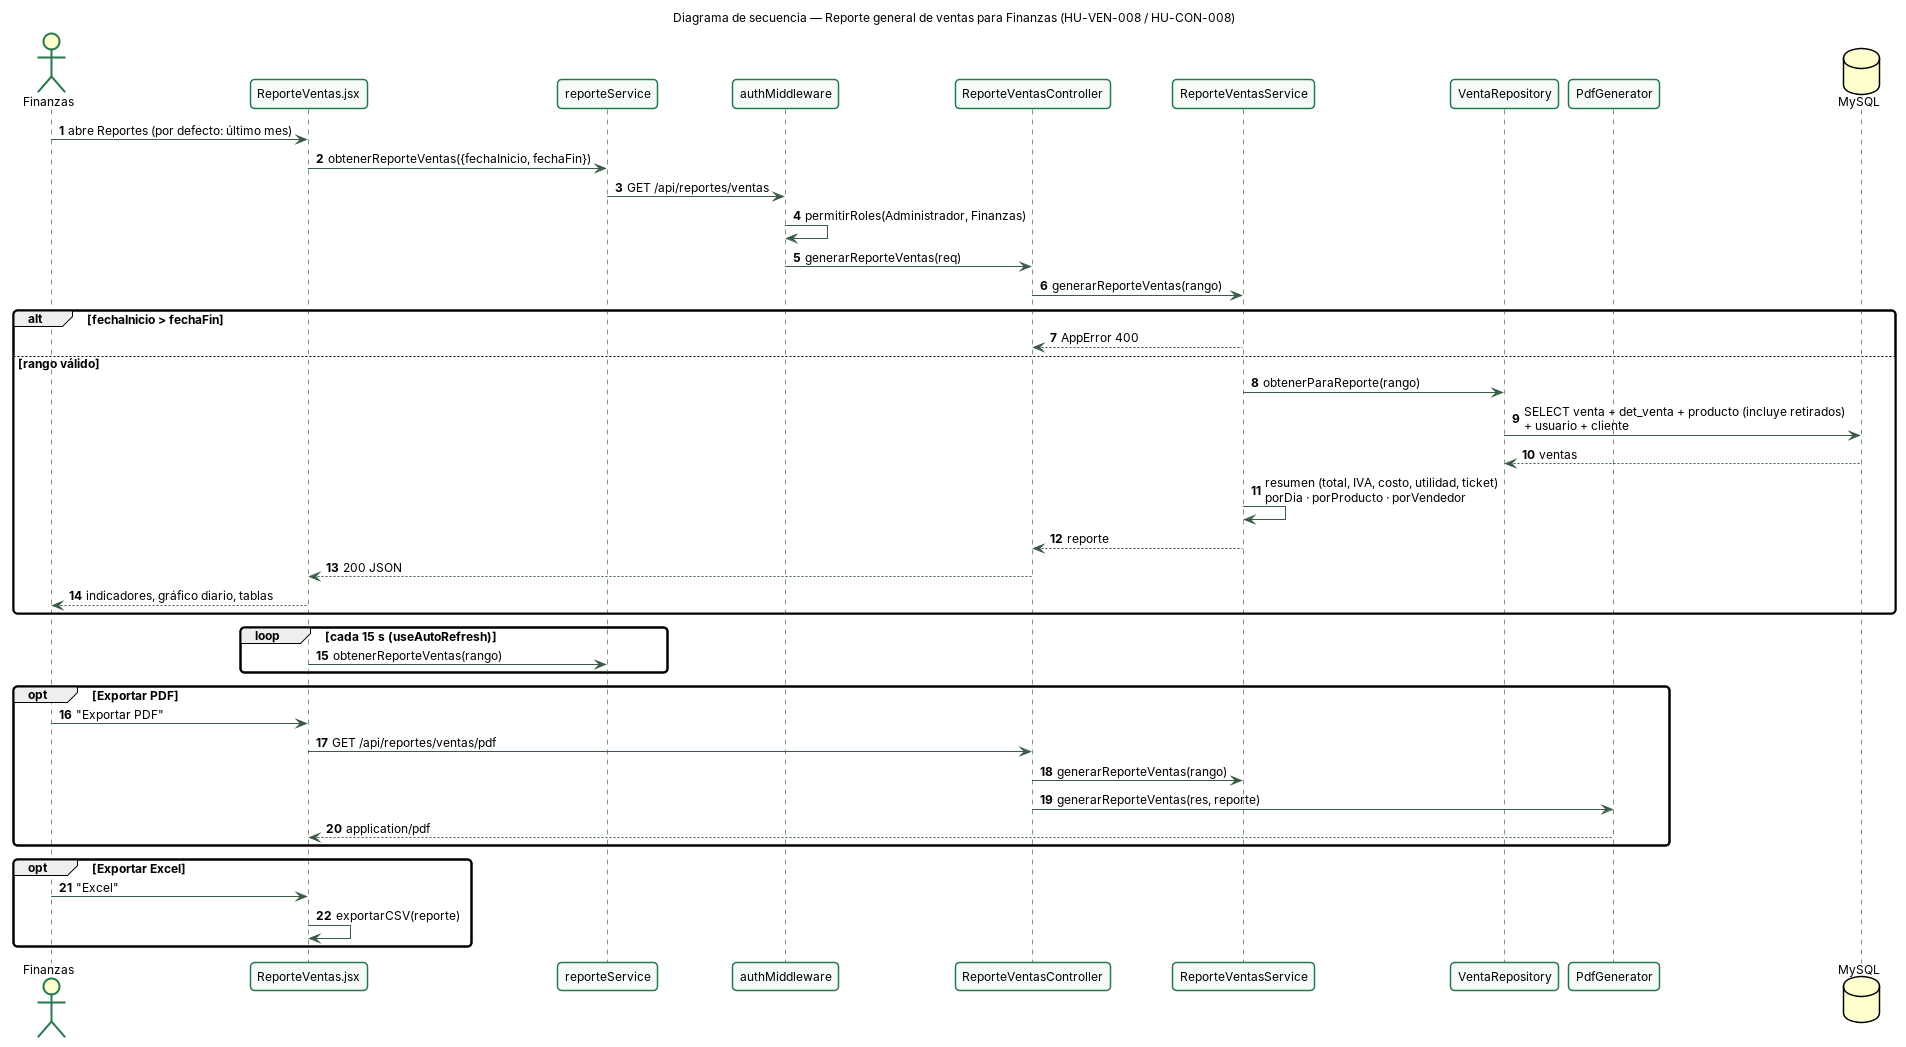 Diagrama de secuencia — Reporte general de ventas para Finanzas (HU-VEN-008 / HU-CON-008)
Finanzas
ReporteVentas.jsx
reporteService
authMiddleware
ReporteVentasController
ReporteVentasService
VentaRepository
PdfGenerator
MySQL
1 abre Reportes (por defecto: último mes)
2 obtenerReporteVentas({fechaInicio, fechaFin})
3 GET /api/reportes/ventas
4 permitirRoles(Administrador, Finanzas)
5 generarReporteVentas(req)
6 generarReporteVentas(rango)
alt [fechaInicio > fechaFin]
7 AppError 400
[rango válido]
8 obtenerParaReporte(rango)
9 SELECT venta + det_venta + producto (incluye retirados)
+ usuario + cliente
10 ventas
11 resumen (total, IVA, costo, utilidad, ticket)
porDia · porProducto · porVendedor
12 reporte
13 200 JSON
14 indicadores, gráfico diario, tablas
loop [cada 15 s (useAutoRefresh)]
15 obtenerReporteVentas(rango)
opt [Exportar PDF]
16 "Exportar PDF"
17 GET /api/reportes/ventas/pdf
18 generarReporteVentas(rango)
19 generarReporteVentas(res, reporte)
20 application/pdf
opt [Exportar Excel]
21 "Excel"
22 exportarCSV(reporte)
Finanzas
ReporteVentas.jsx
reporteService
authMiddleware
ReporteVentasController
ReporteVentasService
VentaRepository
PdfGenerator
MySQL